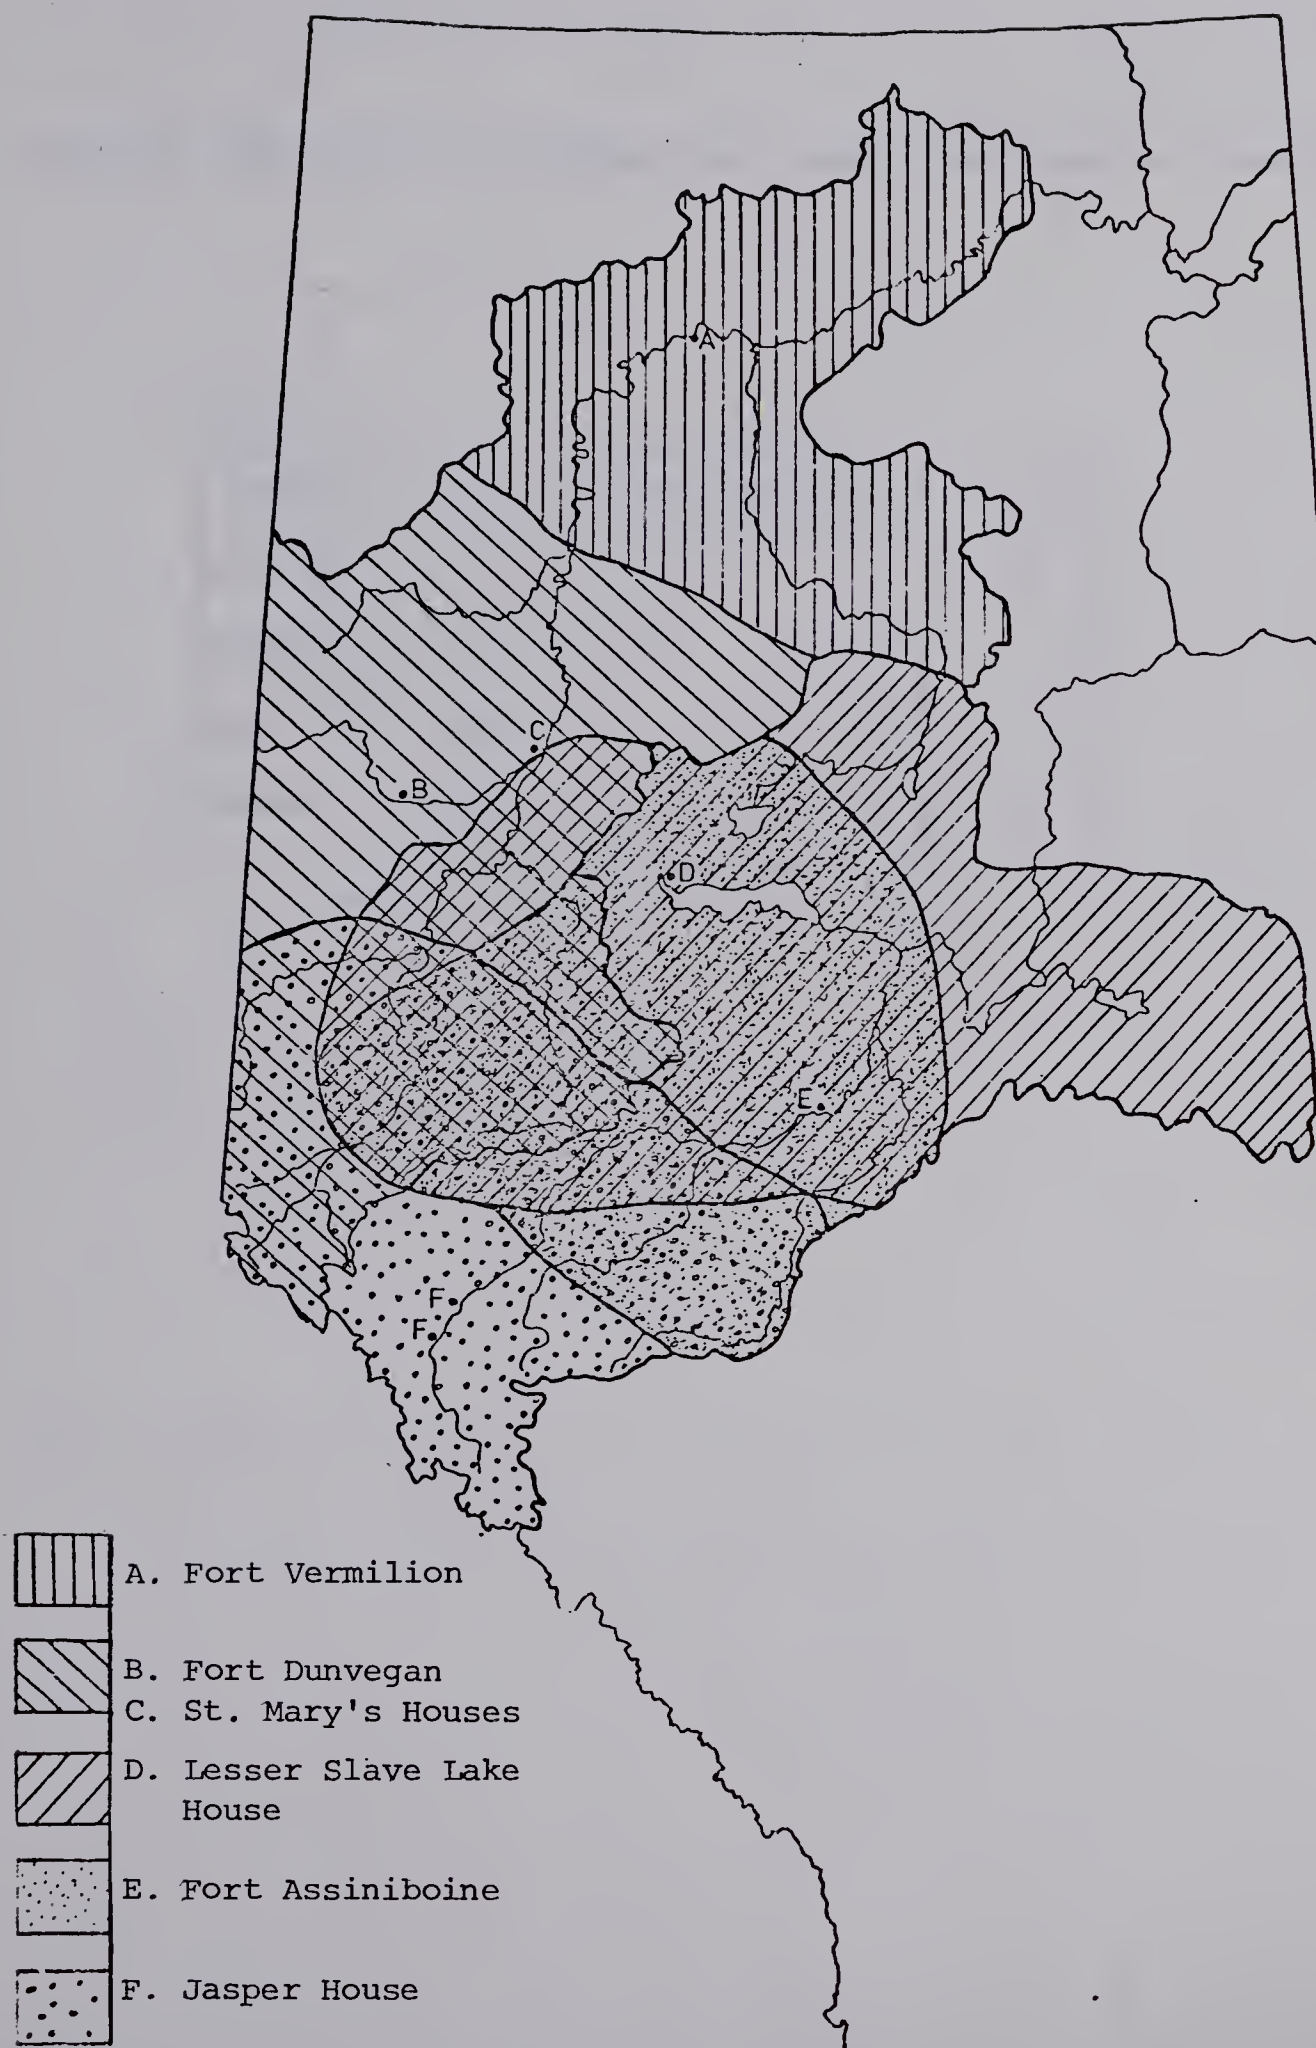 A
C
B
D
E
F
F
A. Fort Vermilion
B. Fort Dunvegan
C. St. Mary's Houses
D. Lesser Slave Lake
House
E. Fort Assiniboine
F. Jasper House